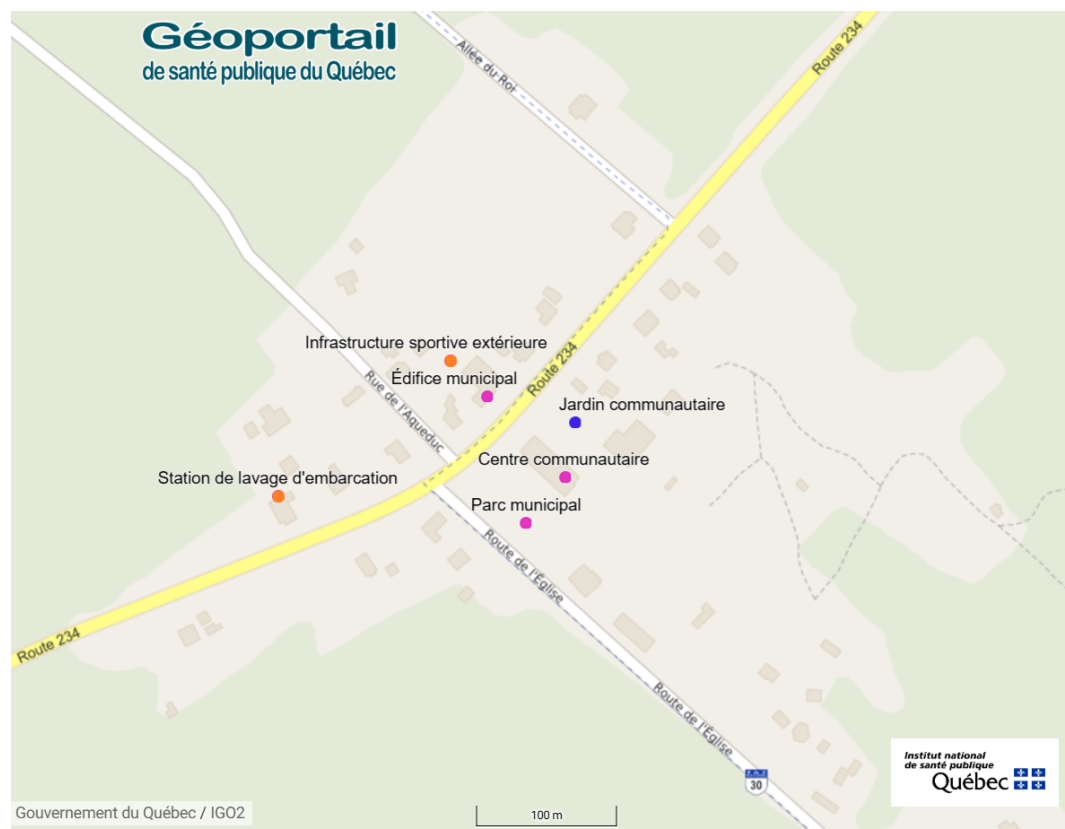 Géoportail
de santé publique du Québec
Allée du Roi
Route 234
Infrastructure sportive extérieure
Édifice municipal
Route 234
Rue de l'Aqueduc
Jardin communautaire
Centre communautaire
Station de lavage d'embarcation
Parc municipal
Route de l'Église
Route 234
Route de l'Église
30
Institut national
de santé publique
Québec
Gouvernement du Québec / IGO2
100 m